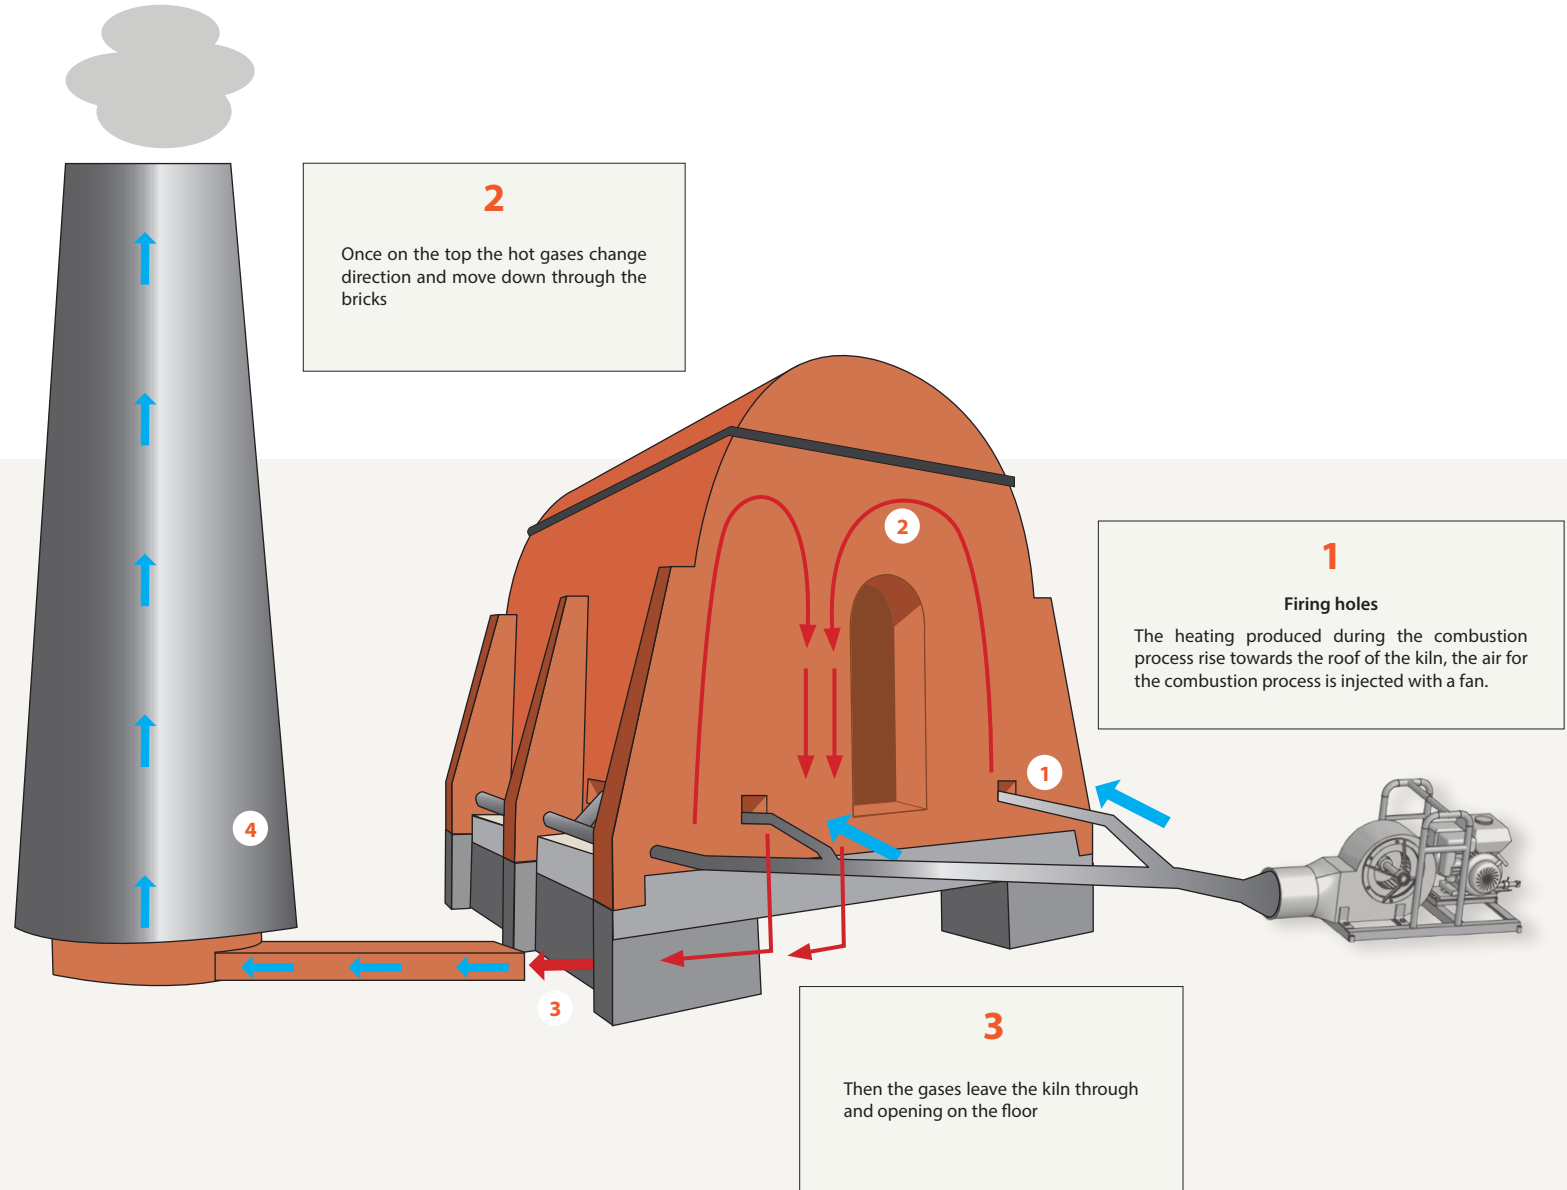 2
Once on the top the hot gases change
direction and move down through the
bricks
2
1
Firing holes
The heating produced during the combustion
process rise towards the roof of the kiln, the air for
the combustion process is injected with a fan.
1
4
3
3
Then the gases leave the kiln through
and opening on the floor